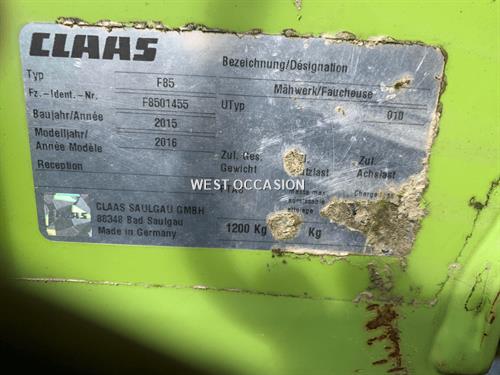 CLAAS
Bezeichnung/Désignation
Typ F85 Mähwerk/Faucheuse
Fz.-Ident.-Nr. F8501455 UTyp 010
Baujahr/Année 2015
Modelljahr/ 2016
Année Modèle
Reception Zul. Ges. Zul.
Gewicht Achslast
WEST OCCASION
CLAAS SAULGAU GMBH
88348 Bad Saulgau 1200 Kg Kg
Made in Germany
CLAAS